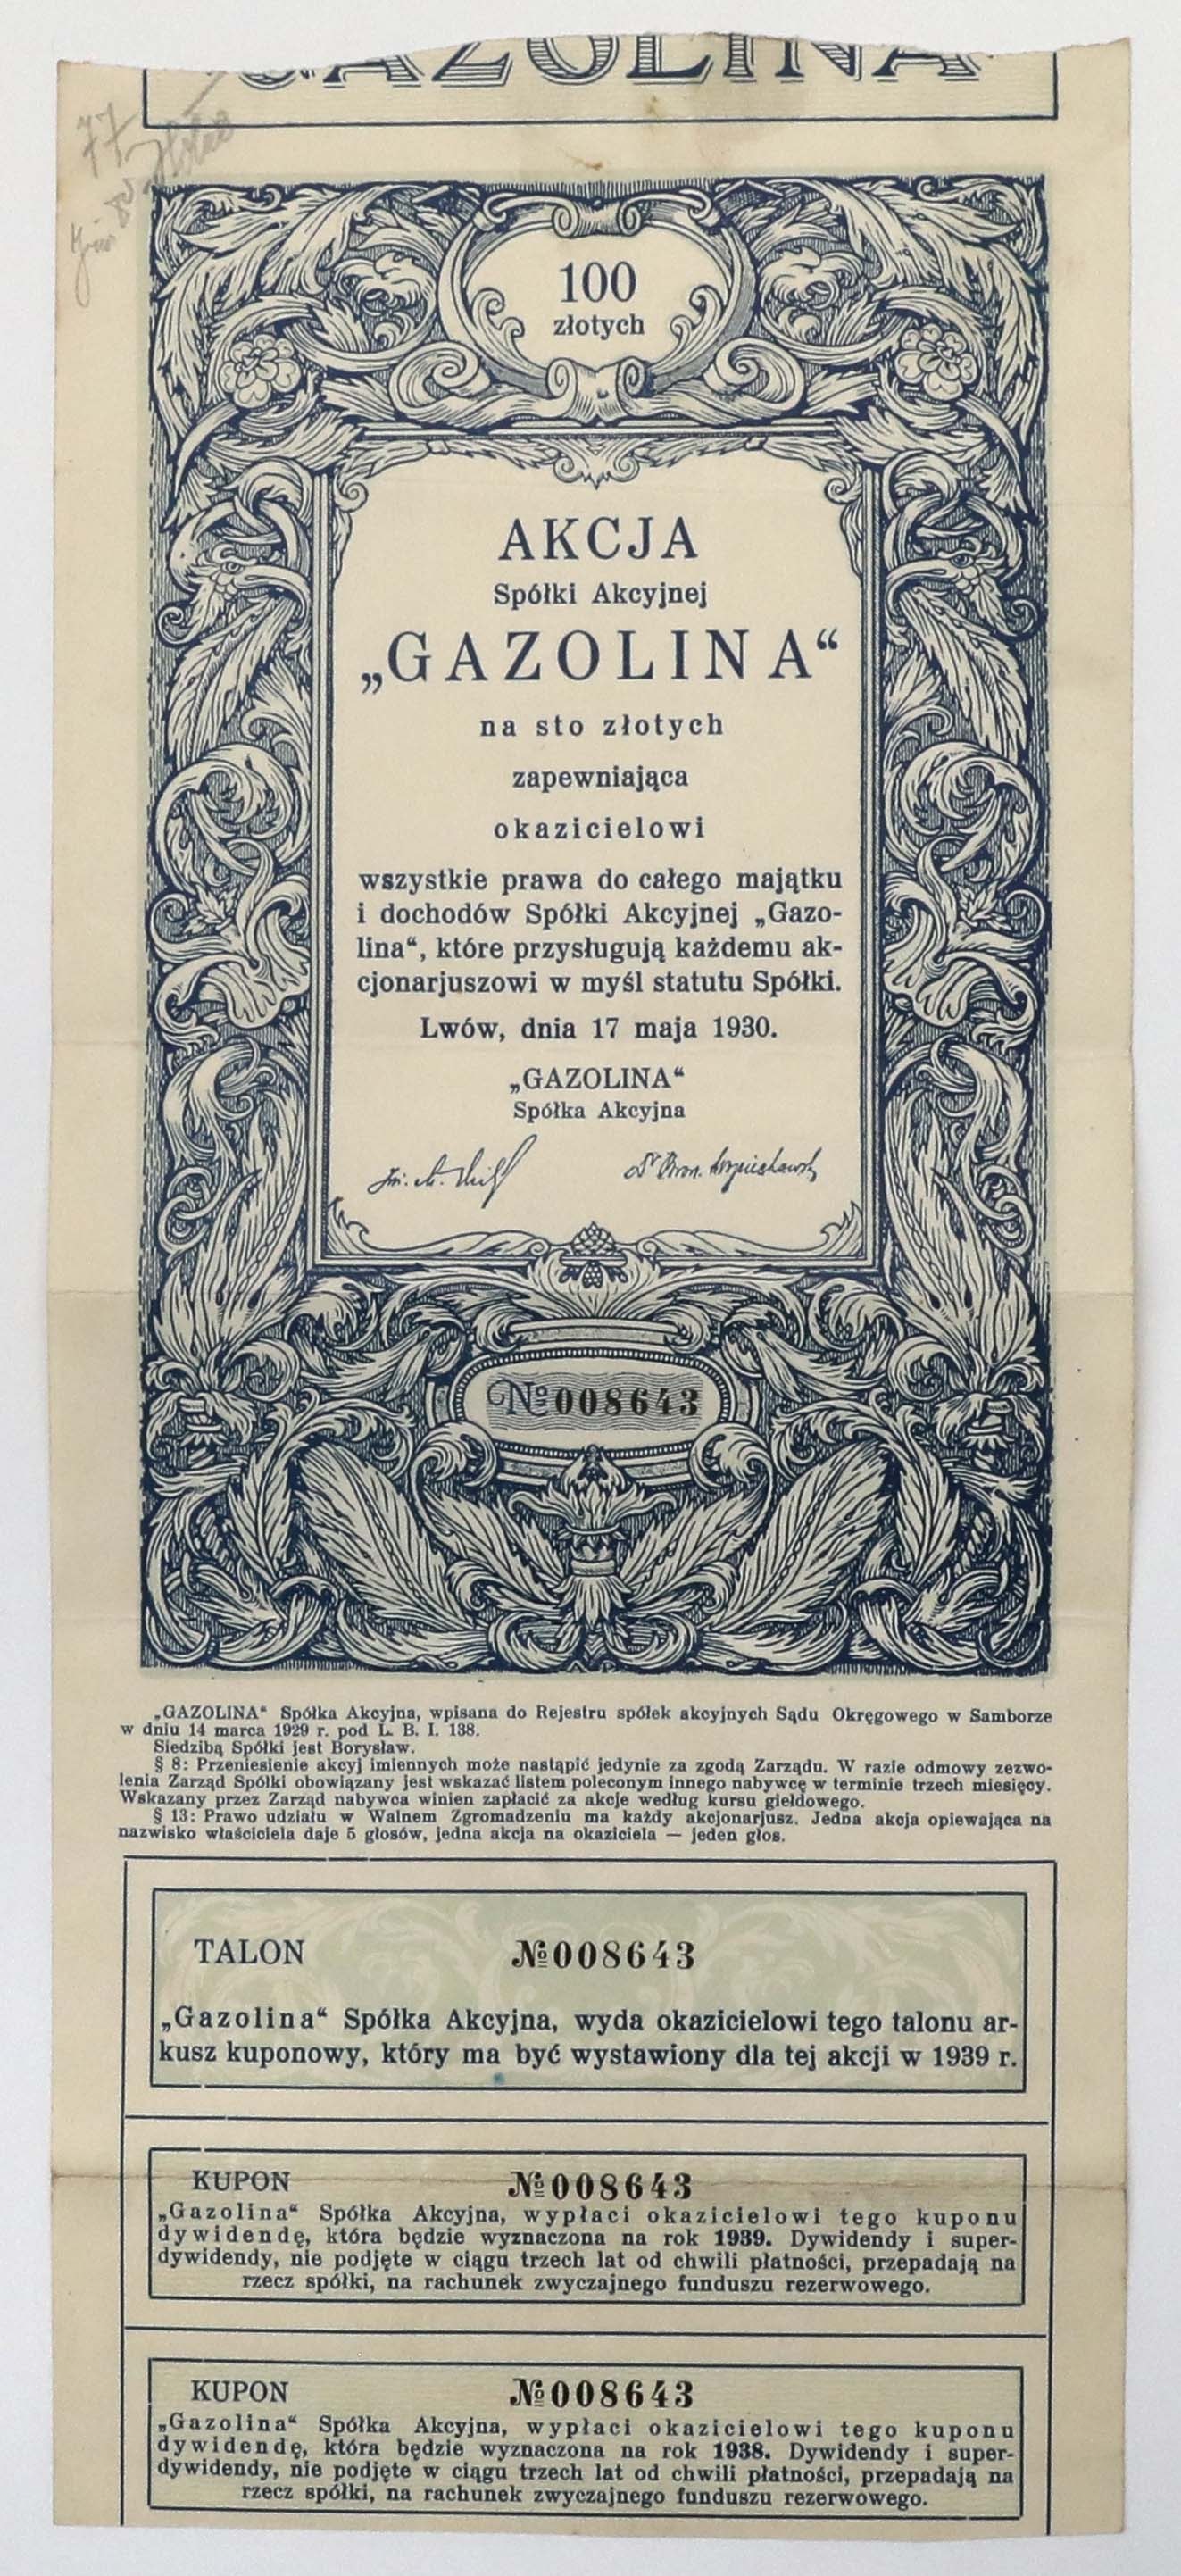 GAZOLINA
77
100
złotych
AKCJA
Spółki Akcyjnej
„GAZOLINA“
na sto złotych
zapewniająca
okazicielowi
wszystkie prawa do całego majątku
i dochodów Spółki Akcyjnej „Gazo-
lina“, które przysługują każdemu ak-
cjonarjuszowi w myśl statutu Spółki.
Lwów, dnia 17 maja 1930.
„GAZOLINA“
Spółka Akcyjna
№ 008643
„GAZOLINA“ Spółka Akcyjna, wpisana do Rejestru spółek akcyjnych Sądu Okręgowego w Samborze
w dniu 14 marca 1929 r. pod L. B. I. 138.
Siedzibą Spółki jest Borysław.
§ 8: Przeniesienie akcyj imiennych może nastąpić jedynie za zgodą Zarządu. W razie odmowy zezwo-
lenia Zarząd Spółki obowiązany jest wskazać listem poleconym innego nabywcę w terminie trzech miesięcy.
Wskazany przez Zarząd nabywca winien zapłacić za akcje według kursu giełdowego.
§ 13: Prawo udziału w Walnem Zgromadzeniu ma każdy akcjonarjusz. Jedna akcja opiewająca na
nazwisko właściciela daje 5 głosów, jedna akcja na okaziciela — jeden głos.
TALON № 008643
„Gazolina“ Spółka Akcyjna, wyda okazicielowi tego talonu ar-
kusz kuponowy, który ma być wystawiony dla tej akcji w 1939 r.
KUPON № 008643
„Gazolina“ Spółka Akcyjna, wypłaci okazicielowi tego kuponu
dywidendę, która będzie wyznaczona na rok 1939. Dywidendy i super-
dywidendy, nie podjęte w ciągu trzech lat od chwili płatności, przepadają na
rzecz spółki, na rachunek zwyczajnego funduszu rezerwowego.
KUPON № 008643
„Gazolina“ Spółka Akcyjna, wypłaci okazicielowi tego kuponu
dywidendę, która będzie wyznaczona na rok 1938. Dywidendy i super-
dywidendy, nie podjęte w ciągu trzech lat od chwili płatności, przepadają na
rzecz spółki, na rachunek zwyczajnego funduszu rezerwowego.